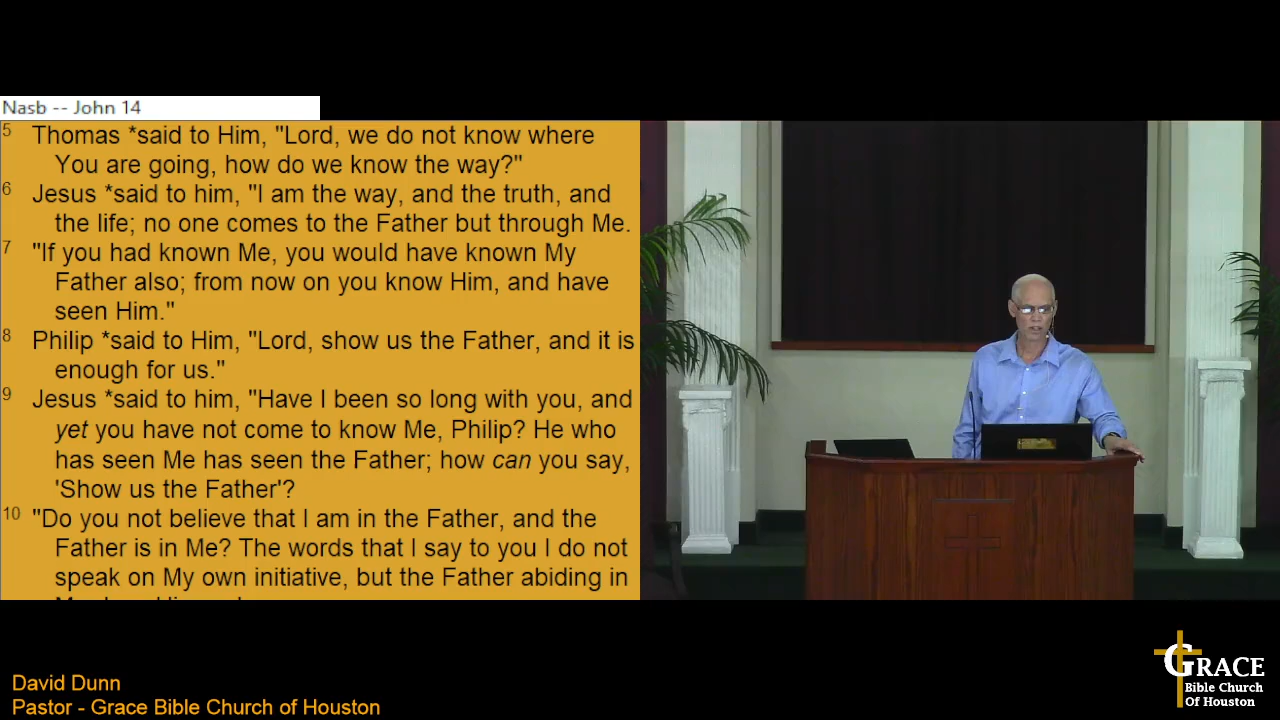 Nasb -- John 14
5 Thomas *said to Him, "Lord, we do not know where
You are going, how do we know the way?"
6 Jesus *said to him, "I am the way, and the truth, and
the life; no one comes to the Father but through Me.
7 "If you had known Me, you would have known My
Father also; from now on you know Him, and have
seen Him."
8 Philip *said to Him, "Lord, show us the Father, and it is
enough for us."
9 Jesus *said to him, "Have I been so long with you, and
yet you have not come to know Me, Philip? He who
has seen Me has seen the Father; how can you say,
'Show us the Father'?
10 "Do you not believe that I am in the Father, and the
Father is in Me? The words that I say to you I do not
speak on My own initiative, but the Father abiding in
David Dunn
Pastor - Grace Bible Church of Houston
GRACE
Bible Church
Of Houston